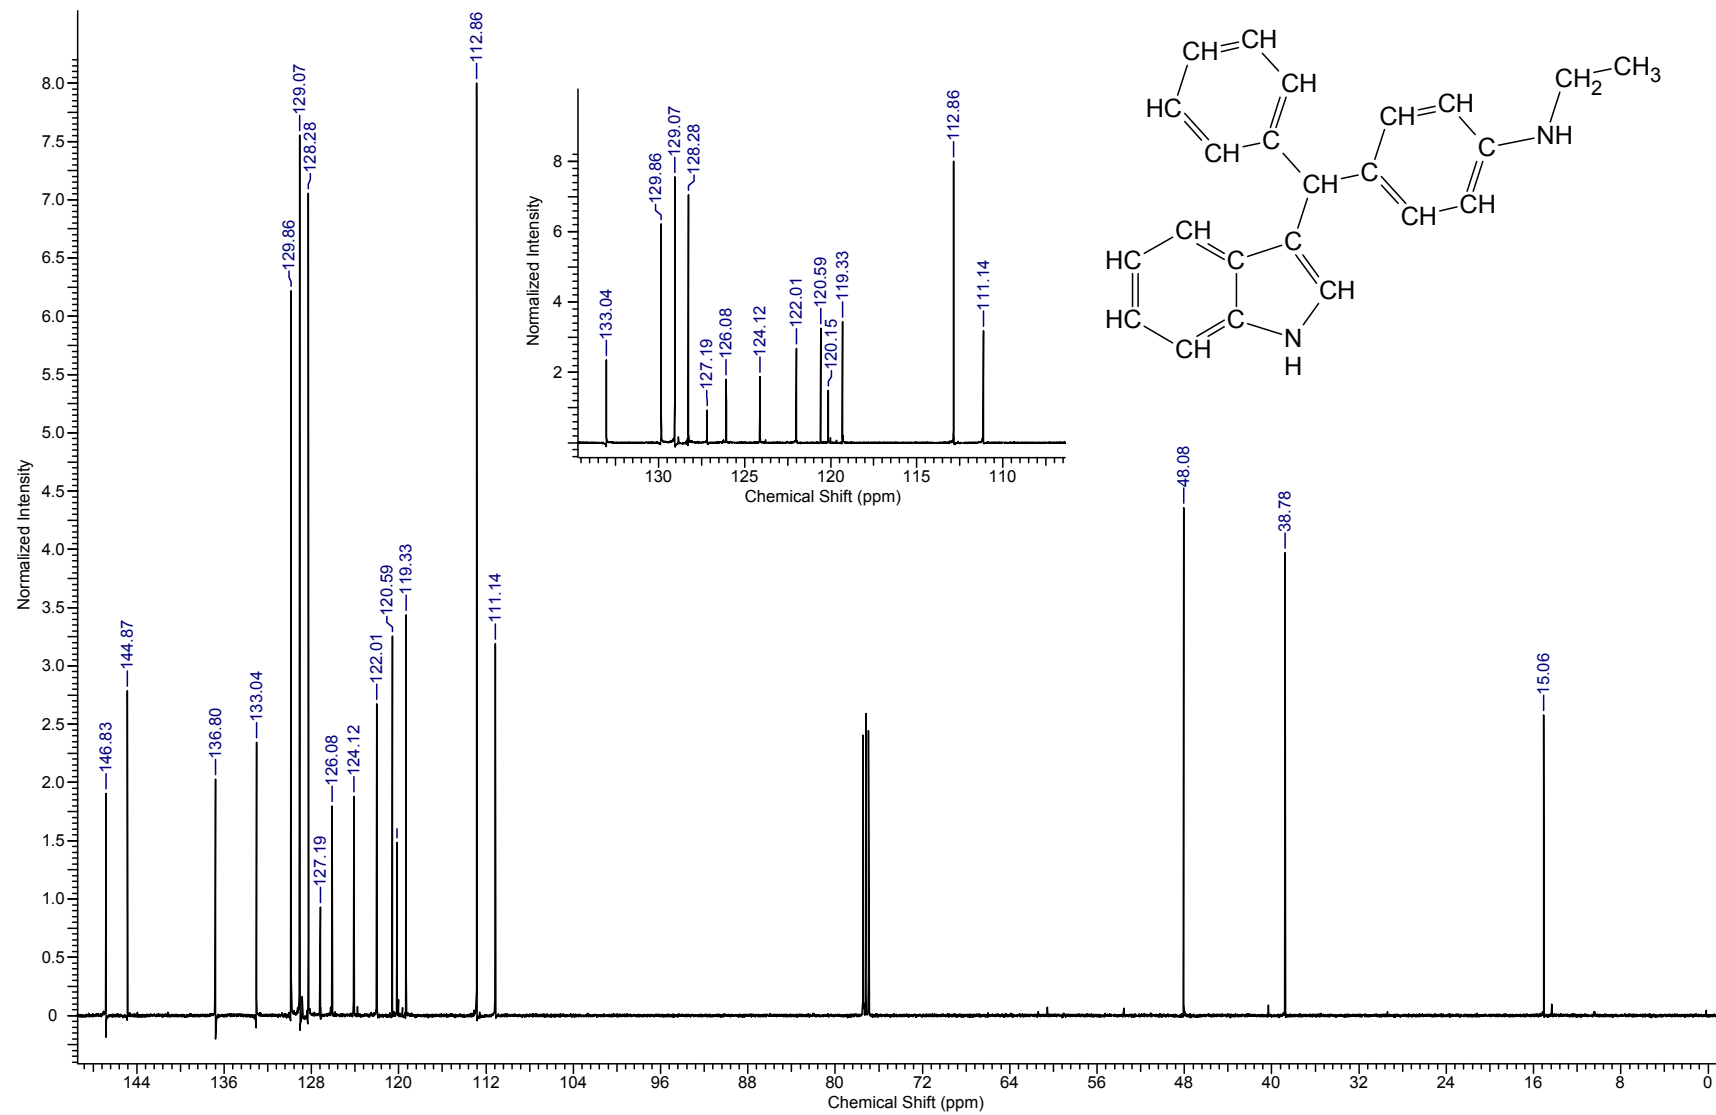 112.86
129.07
128.28
129.86
8.0
7.5
7.0
6.5
6.0
5.5
5.0
4.5
4.0
3.5
3.0
2.5
2.0
1.5
1.0
0.5
0
Normalized Intensity
146.83
144.87
136.80
133.04
127.19
126.08
124.12
122.01
120.59
119.33
111.14
48.08
38.78
15.06
144 136 128 120 112 104 96 88 80 72 64 56 48 40 32 24 16 8 0
Chemical Shift (ppm)
8
6
4
2
Normalized Intensity
133.04
129.86
129.07
128.28
127.19
126.08
124.12
122.01
120.59
120.15
119.33
112.86
111.14
130 125 120 115 110
Chemical Shift (ppm)
CH CH
CH
HC
CH C
CH
CH CH
C
C
CH CH
NH
CH2 CH3
CH
HC
HC
CH
C
C
C
CH
N
H